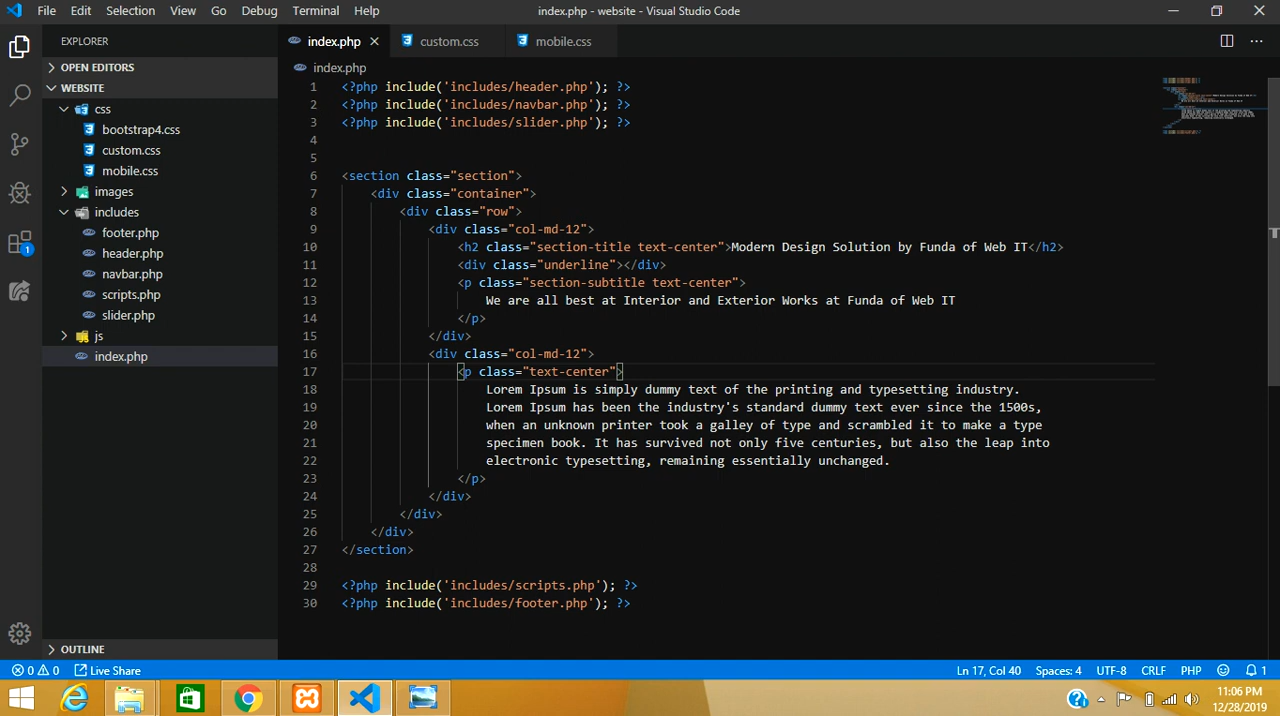 File Edit Selection View Go Debug Terminal Help
index.php - website - Visual Studio Code
EXPLORER
OPEN EDITORS
WEBSITE
css
bootstrap4.css
custom.css
mobile.css
images
includes
footer.php
header.php
navbar.php
scripts.php
slider.php
js
index.php
OUTLINE
1
index.php custom.css mobile.css
index.php
1 <?php include('includes/header.php'); ?>
2 <?php include('includes/navbar.php'); ?>
3 <?php include('includes/slider.php'); ?>
4
5
6 <section class="section">
7 <div class="container">
8 <div class="row">
9 <div class="col-md-12">
10 <h2 class="section-title text-center">Modern Design Solution by Funda of Web IT</h2>
11 <div class="underline"></div>
12 <p class="section-subtitle text-center">
13 We are all best at Interior and Exterior Works at Funda of Web IT
14 </p>
15 </div>
16 <div class="col-md-12">
17 <p class="text-center">
18 Lorem Ipsum is simply dummy text of the printing and typesetting industry.
19 Lorem Ipsum has been the industry's standard dummy text ever since the 1500s,
20 when an unknown printer took a galley of type and scrambled it to make a type
21 specimen book. It has survived not only five centuries, but also the leap into
22 electronic typesetting, remaining essentially unchanged.
23 </p>
24 </div>
25 </div>
26 </div>
27 </section>
28
29 <?php include('includes/scripts.php'); ?>
30 <?php include('includes/footer.php'); ?>
0 0 Live Share
Ln 17, Col 40 Spaces: 4 UTF-8 CRLF PHP 1
11:06 PM
12/28/2019